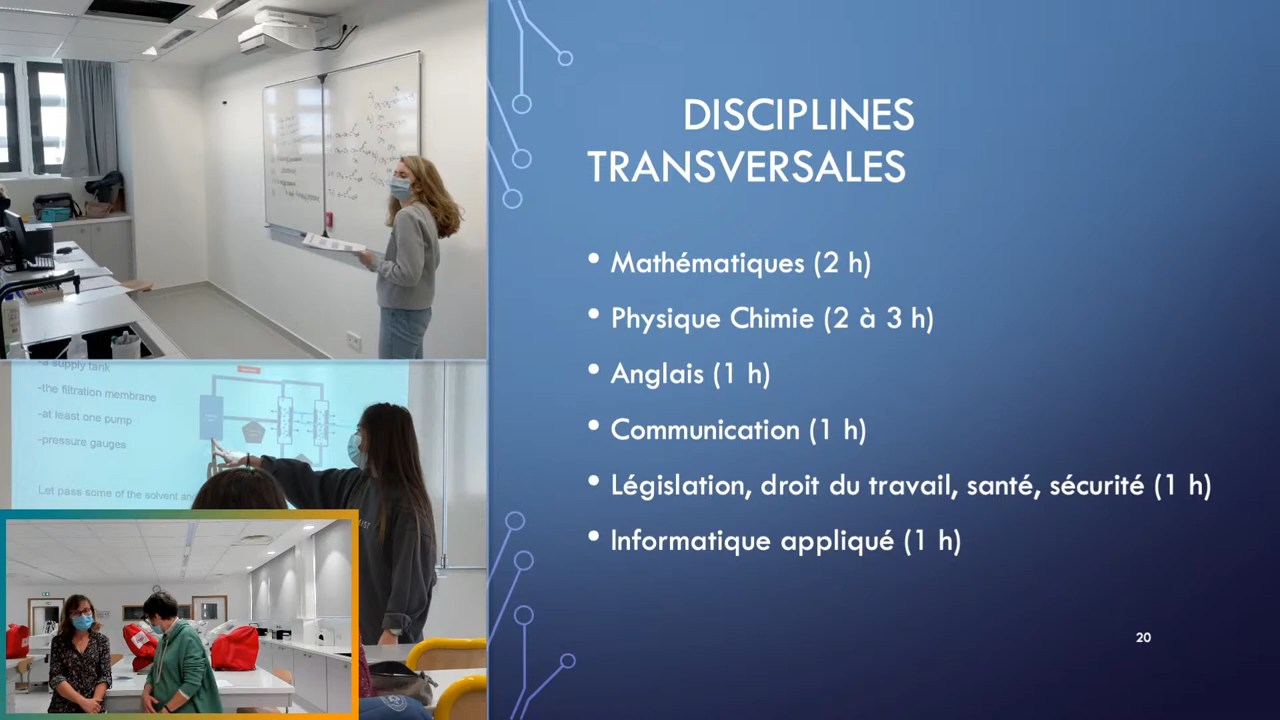 DISCIPLINES
TRANSVERSALES
• Mathématiques (2 h)
• Physique Chimie (2 à 3 h)
• Anglais (1 h)
• Communication (1 h)
• Législation, droit du travail, santé, sécurité (1 h)
• Informatique appliqué (1 h)
20
supply tank
-the filtration membrane
-at least one pump
-pressure gauges
Let pass some of the solvent